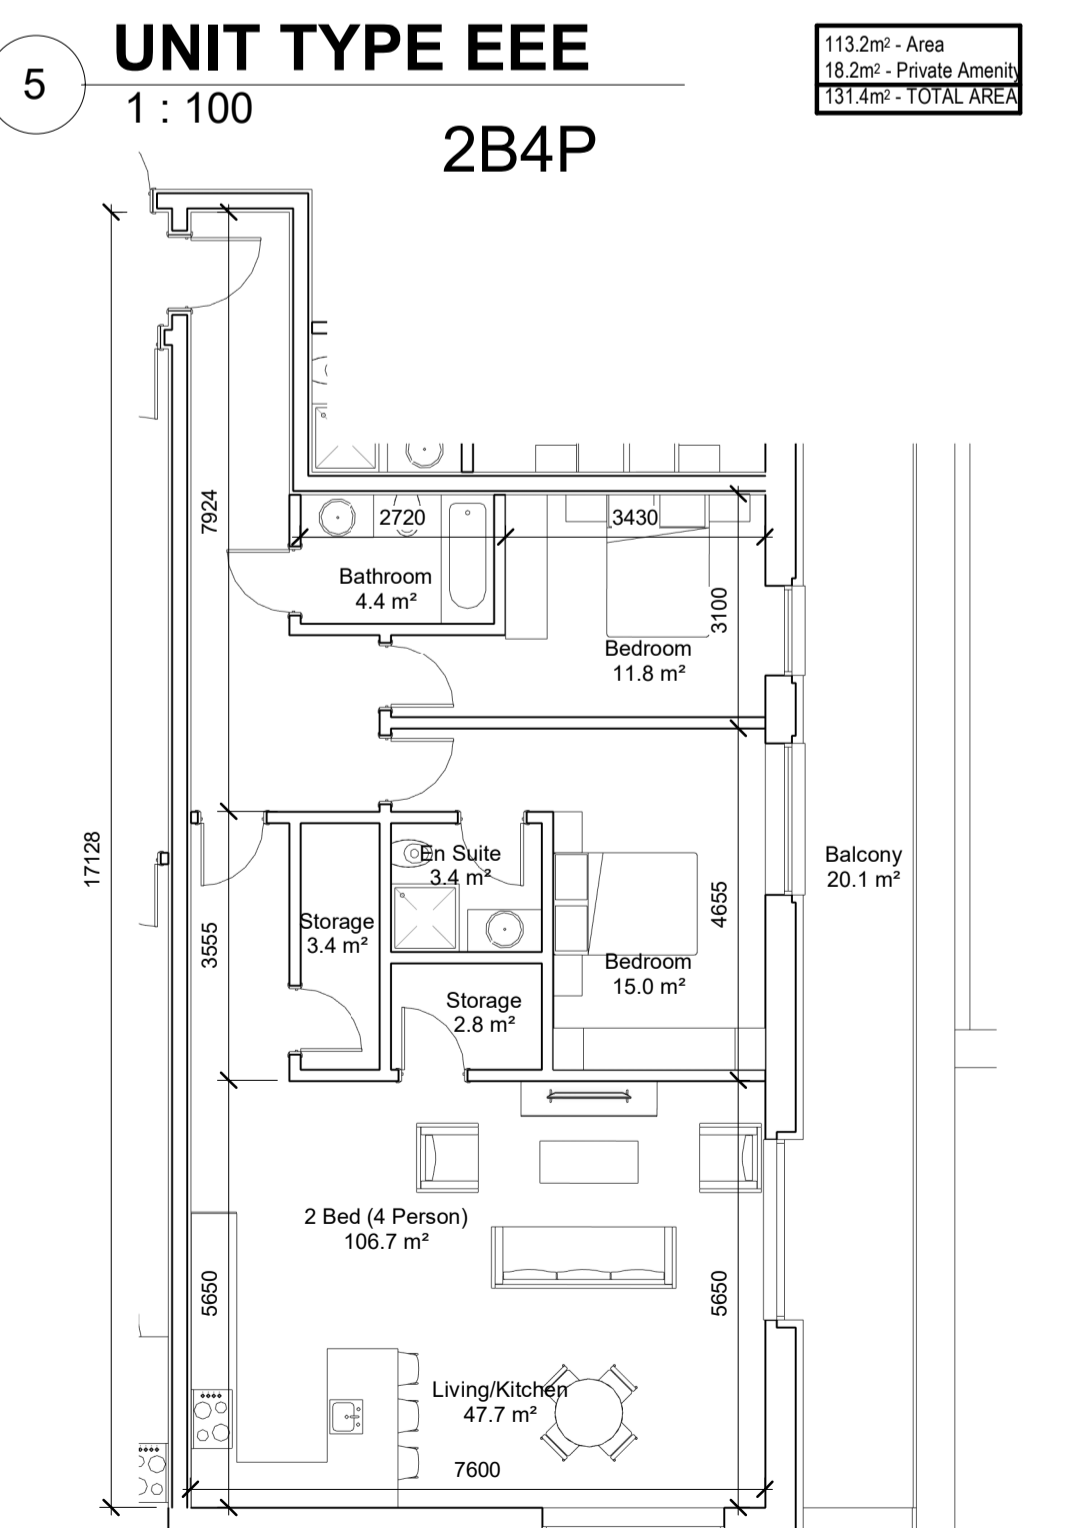 5
UNIT TYPE EEE
1 : 100
2B4P
113.2m² - Area
18.2m² - Private Amenity
131.4m² - TOTAL AREA
7924
2720
3430
Bathroom
4.4 m²
3100
Bedroom
11.8 m²
17128
3555
En Suite
3.4 m²
Storage
3.4 m²
4655
Balcony
20.1 m²
Bedroom
15.0 m²
Storage
2.8 m²
2 Bed (4 Person)
106.7 m²
5650
5650
Living/Kitchen
47.7 m²
7600